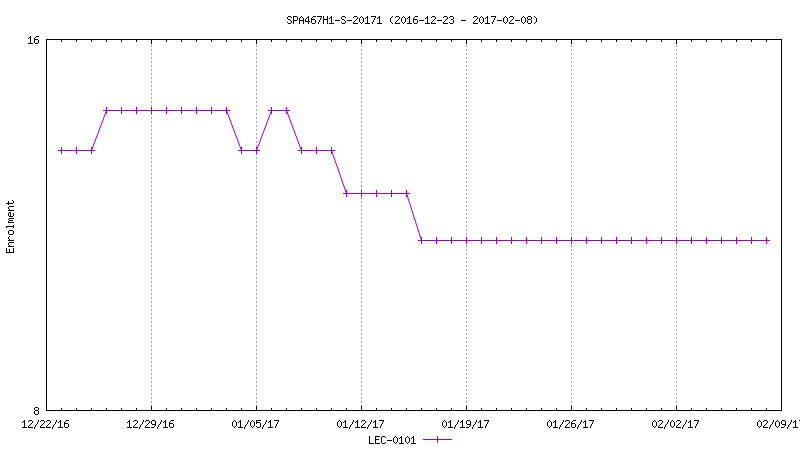 SPA467H1-S-20171 (2016-12-23 - 2017-02-08)
16
Enrolment
8
12/22/16 12/29/16 01/05/17 01/12/17 01/19/17 01/26/17 02/02/17 02/09/1
LEC-0101